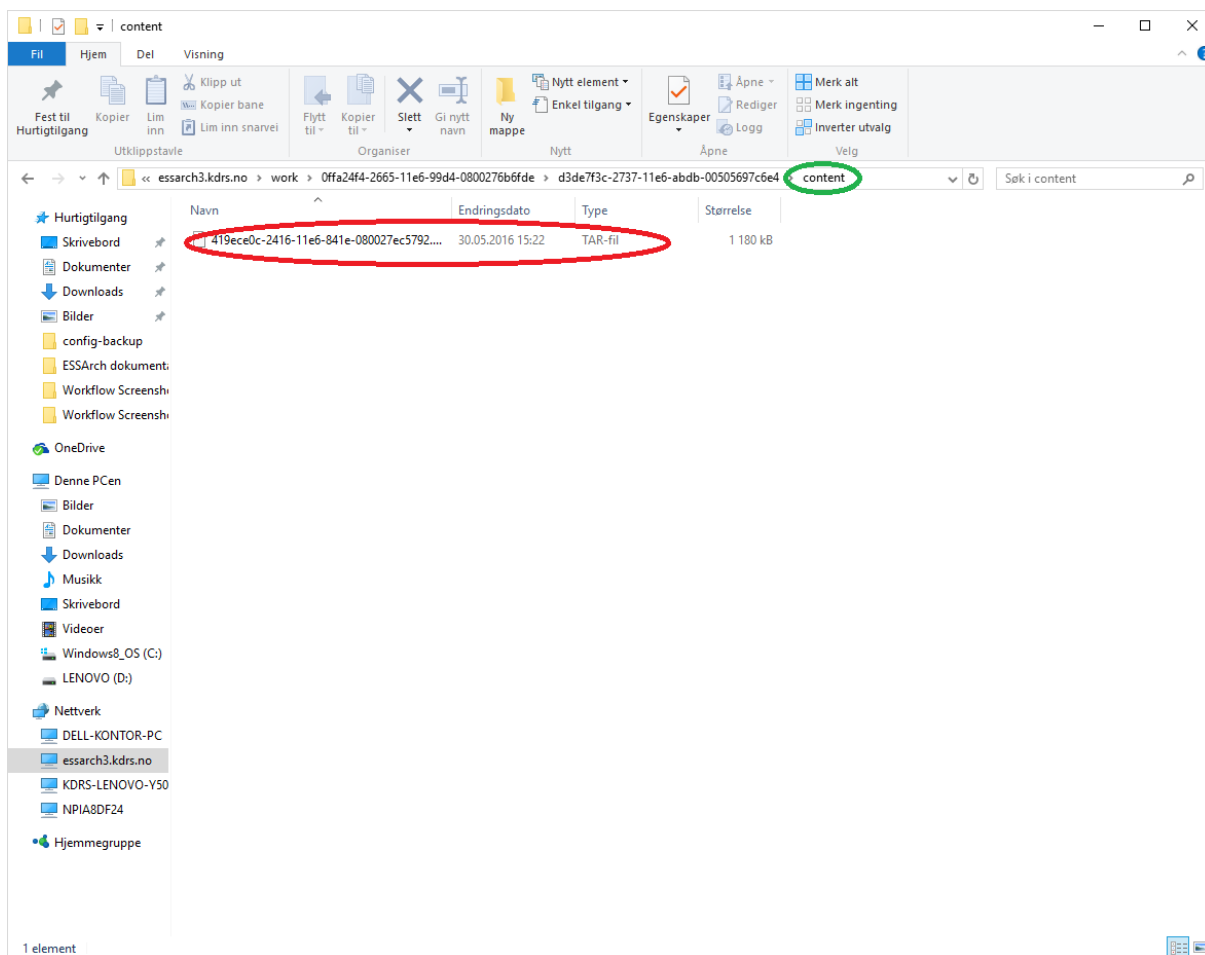 content
Fil Hjem Del Visning
Fest til Hurtigtilgang
Kopier
Lim inn
Klipp ut
Kopier bane
Lim inn snarvei
Utklippstavle
Flytt til
Kopier til
Slett
Gi nytt navn
Organiser
Ny mappe
Nytt element
Enkel tilgang
Nytt
Egenskaper
Åpne
Rediger
Logg
Åpne
Merk alt
Merk ingenting
Inverter utvalg
Velg
« essarch3.kdrs.no > work > 0ffa24f4-2665-11e6-99d4-0800276b6fde > d3de7f3c-2737-11e6-abdb-00505697c6e4 > content
Søk i content
Navn Endringsdato Type Størrelse
419ece0c-2416-11e6-841e-080027ec5792.... 30.05.2016 15:22 TAR-fil 1 180 kB
Hurtigtilgang
Skrivebord
Dokumenter
Downloads
Bilder
config-backup
ESSArch dokumenta
Workflow Screensh
Workflow Screensh
OneDrive
Denne PCen
Bilder
Dokumenter
Downloads
Musikk
Skrivebord
Videoer
Windows8_OS (C:)
LENOVO (D:)
Nettverk
DELL-KONTOR-PC
essarch3.kdrs.no
KDRS-LENOVO-Y50
NPIA8DF24
Hjemmegruppe
1 element